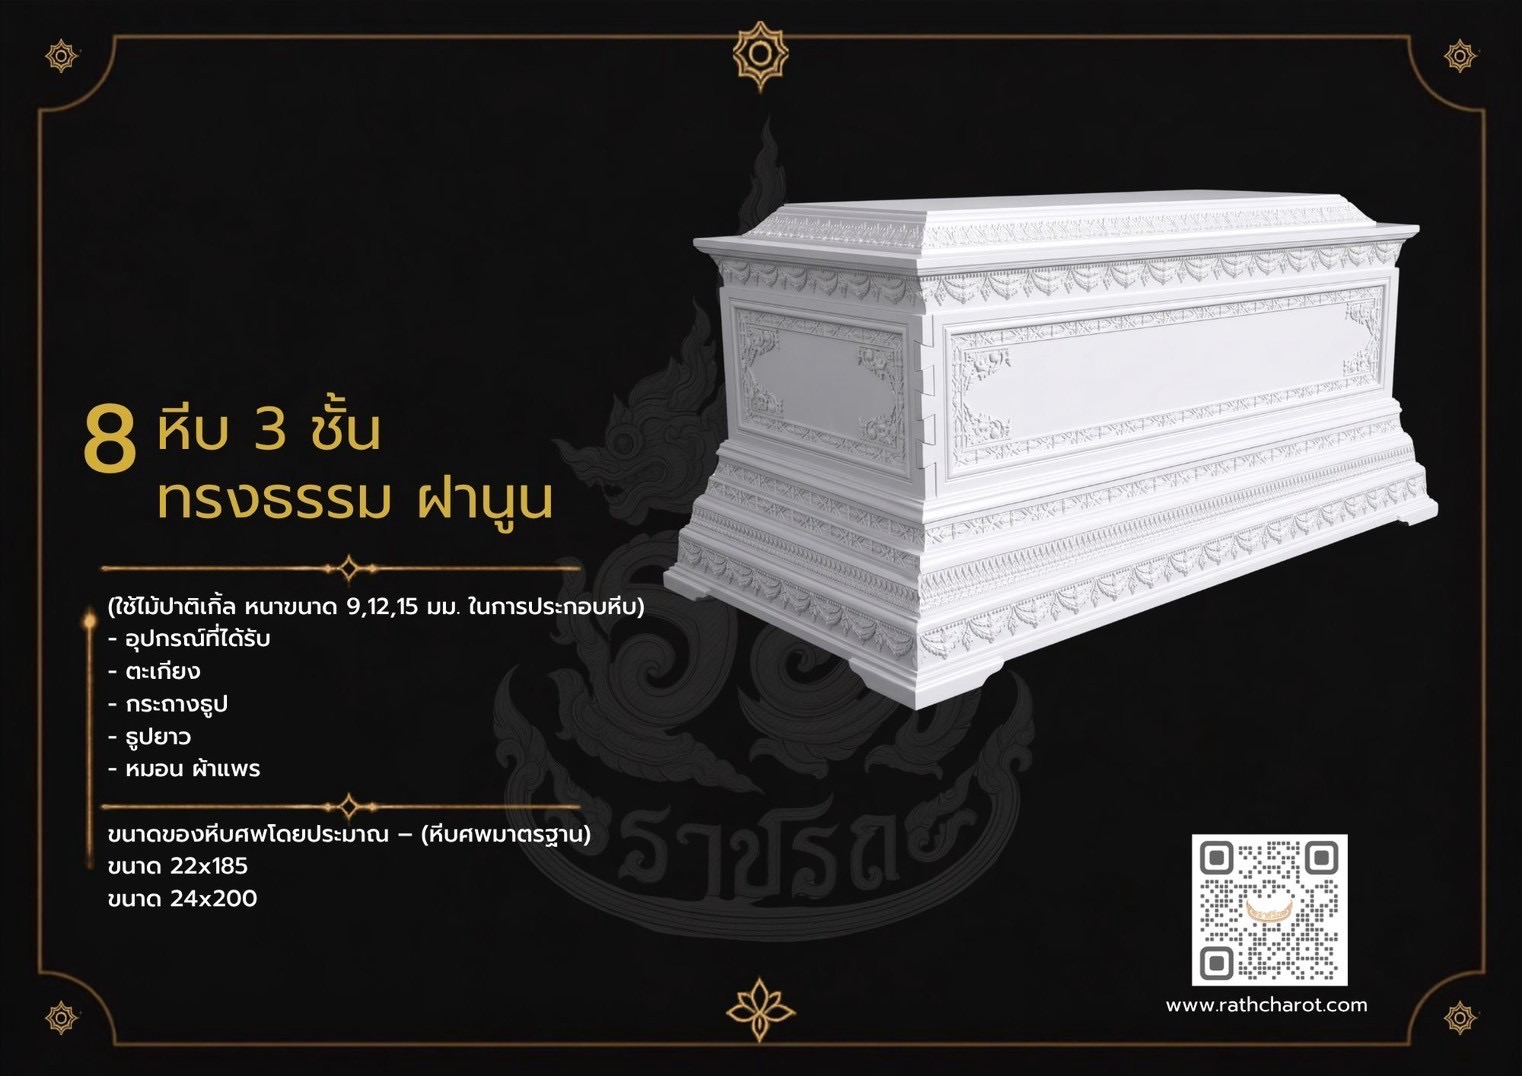 8 หีบ 3 ชั้น
ทรงธรรม ฝานูน
(ใช้ไม้ปาติเกิ้ล หนาขนาด 9,12,15 มม. ในการประกอบหีบ)
- อุปกรณ์ที่ได้รับ
- ตะเกียง
- กระถางธูป
- ธูปยาว
- หมอน ผ้าแพร
ขนาดของหีบศพโดยประมาณ – (หีบศพมาตรฐาน)
ขนาด 22x185
ขนาด 24x200
ราชรถ
www.rathcharot.com